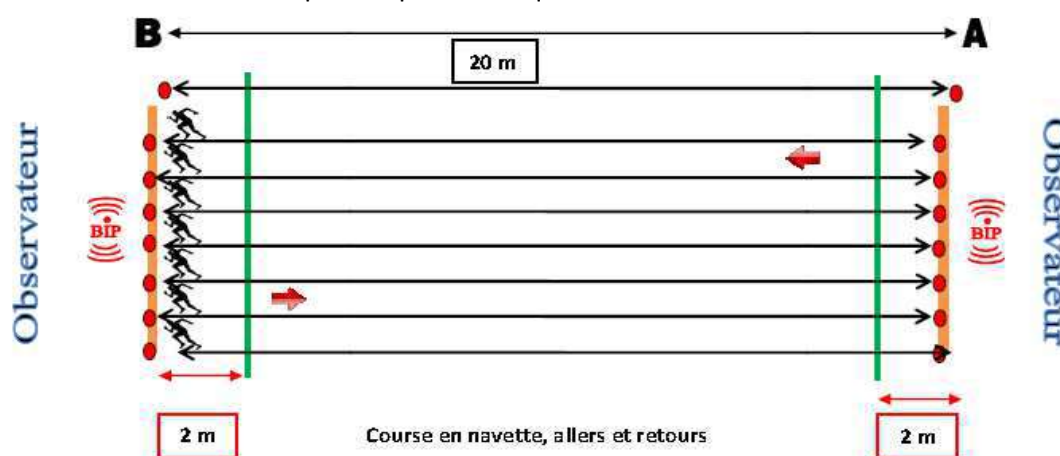 B
A
20 m
Observateur
BIP
BIP
Observateur
2 m
Course en navette, allers et retours
2 m